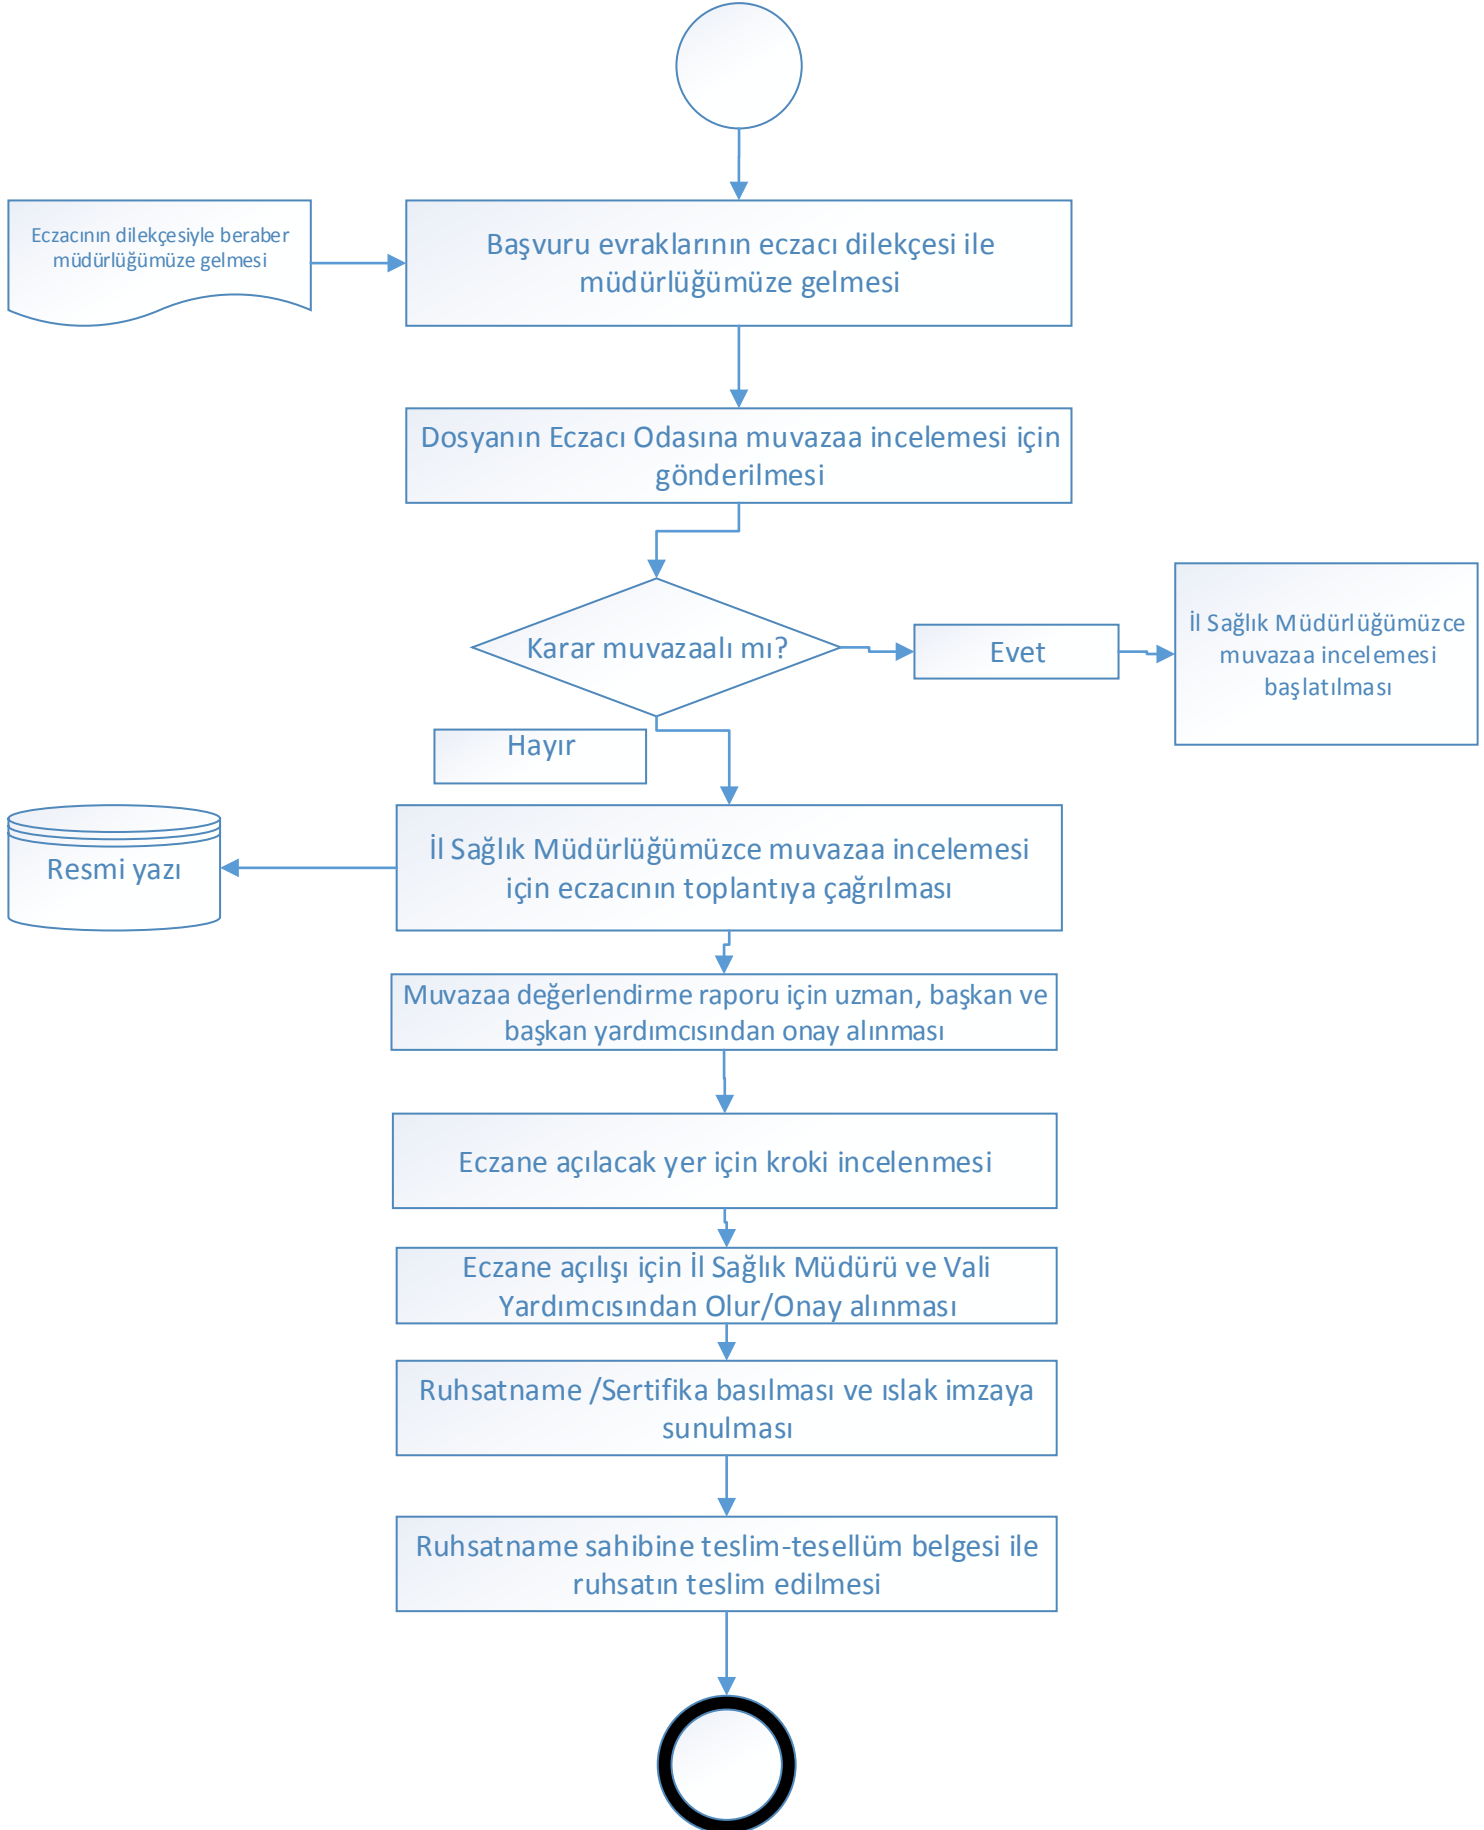 Eczacının dilekçesiyle beraber
müdürlüğümüze gelmesi
Başvuru evraklarının eczacı dilekçesi ile
müdürlüğümüze gelmesi
Dosyanın Eczacı Odasına muvazaa incelemesi için
gönderilmesi
Karar muvazaalı mı?
Evet
İl Sağlık Müdürlüğümüzce
muvazaa incelemesi
başlatılması
Hayır
Resmi yazı
İl Sağlık Müdürlüğümüzce muvazaa incelemesi
için eczacının toplantıya çağrılması
Muvazaa değerlendirme raporu için uzman, başkan ve
başkan yardımcısından onay alınması
Eczane açılacak yer için kroki incelenmesi
Eczane açılışı için İl Sağlık Müdürü ve Vali
Yardımcısından Olur/Onay alınması
Ruhsatname /Sertifika basılması ve ıslak imzaya
sunulması
Ruhsatname sahibine teslim-tesellüm belgesi ile
ruhsatın teslim edilmesi